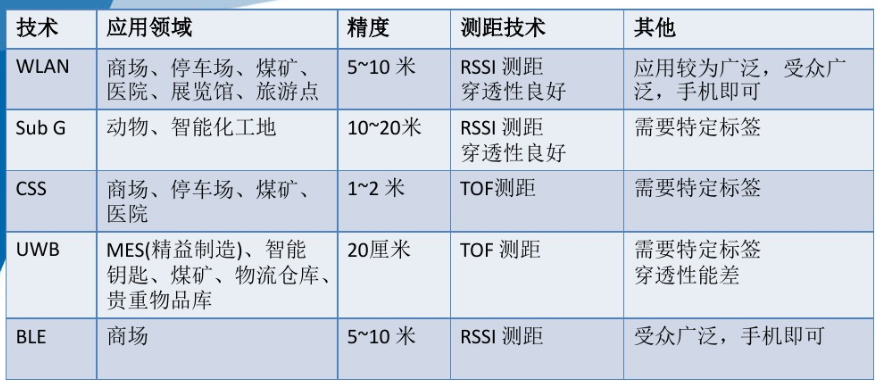 技术 应用领域 精度 测距技术 其他
WLAN 商场、停车场、煤矿、 5~10 米 RSSI 测距 应用较为广泛，受众广
医院、展览馆、旅游点 穿透性良好 泛，手机即可
Sub G 动物、智能化工地 10~20米 RSSI 测距 需要特定标签
穿透性良好
CSS 商场、停车场、煤矿、 1~2 米 TOF测距 需要特定标签
医院
UWB MES(精益制造)、智能 20厘米 TOF 测距 需要特定标签
钥匙、煤矿、物流仓库、 穿透性能差
贵重物品库
BLE 商场 5~10 米 RSSI 测距 受众广泛，手机即可